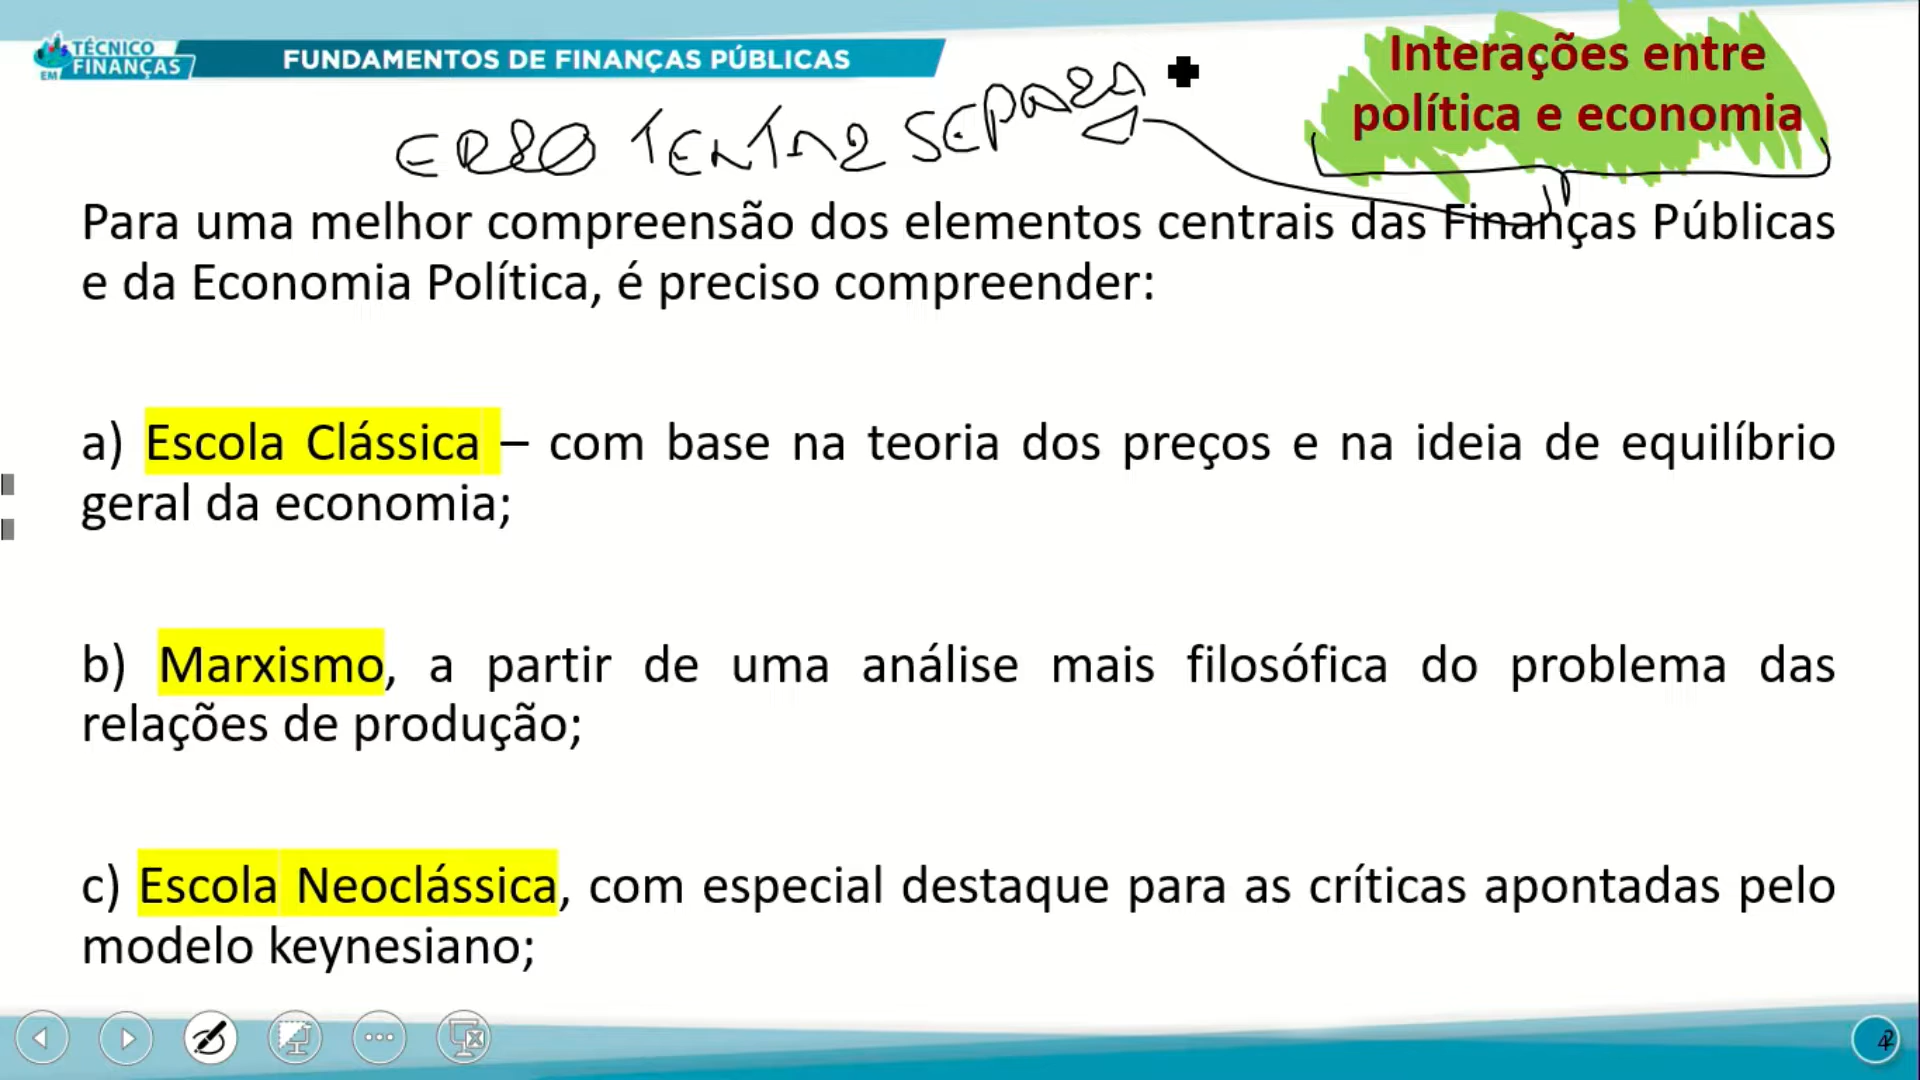 TÉCNICO
EM FINANÇAS
FUNDAMENTOS DE FINANÇAS PÚBLICAS
Interações entre
política e economia
ERRO TENTAR SEPARAR
Para uma melhor compreensão dos elementos centrais das Finanças Públicas
e da Economia Política, é preciso compreender:
a) Escola Clássica – com base na teoria dos preços e na ideia de equilíbrio
geral da economia;
b) Marxismo, a partir de uma análise mais filosófica do problema das
relações de produção;
c) Escola Neoclássica, com especial destaque para as críticas apontadas pelo
modelo keynesiano;